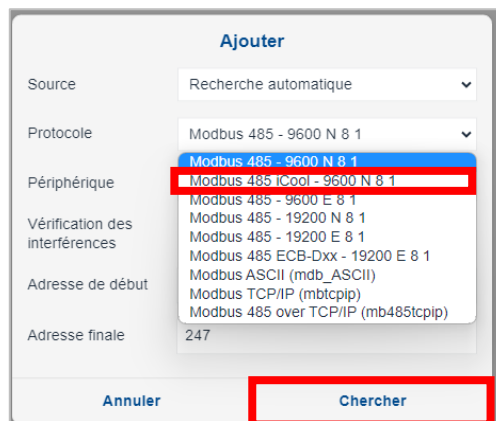 Ajouter
Source
Recherche automatique
Protocole
Modbus 485 - 9600 N 8 1
Modbus 485 - 9600 N 8 1
Périphérique
Modbus 485 iCool - 9600 N 8 1
Modbus 485 - 9600 E 8 1
Vérification des
interférences
Modbus 485 - 19200 N 8 1
Modbus 485 - 19200 E 8 1
Modbus 485 ECB-Dxx - 19200 E 8 1
Adresse de début
Modbus ASCII (mdb_ASCII)
Modbus TCP/IP (mbtcpip)
Modbus 485 over TCP/IP (mb485tcpip)
Adresse finale
247
Annuler
Chercher